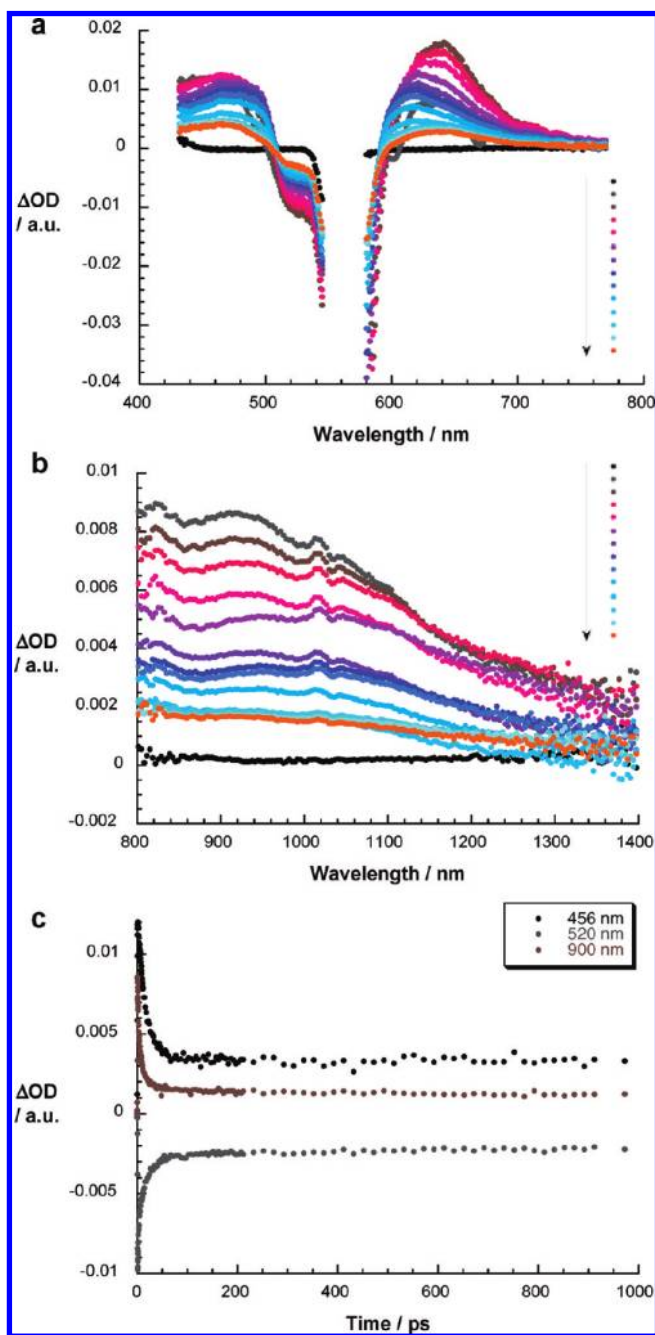 a
0.02
0.01
0
-0.01
-0.02
-0.03
-0.04
ΔOD
/ a.u.
400 500 600 700 800
Wavelength / nm
b
0.01
0.008
0.006
0.004
0.002
0
-0.002
ΔOD
/ a.u.
800 900 1000 1100 1200 1300 1400
Wavelength / nm
c
456 nm
520 nm
900 nm
0.01
0.005
0
-0.005
-0.01
ΔOD
/ a.u.
0 200 400 600 800 1000
Time / ps